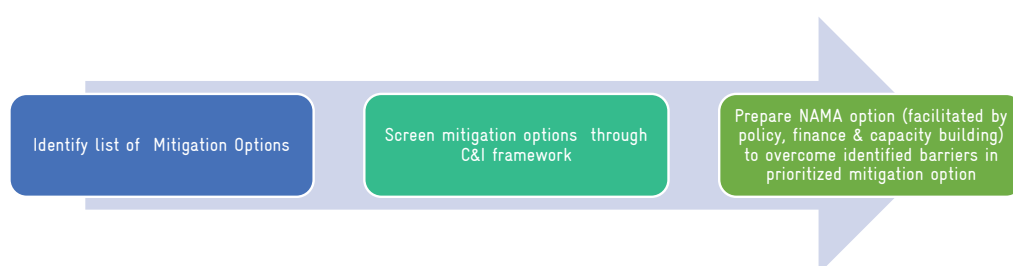 Identify list of  Mitigation Options
Screen mitigation options  through
C&I framework
Prepare NAMA option (facilitated by
policy, finance & capacity building)
to overcome identified barriers in
prioritized mitigation option